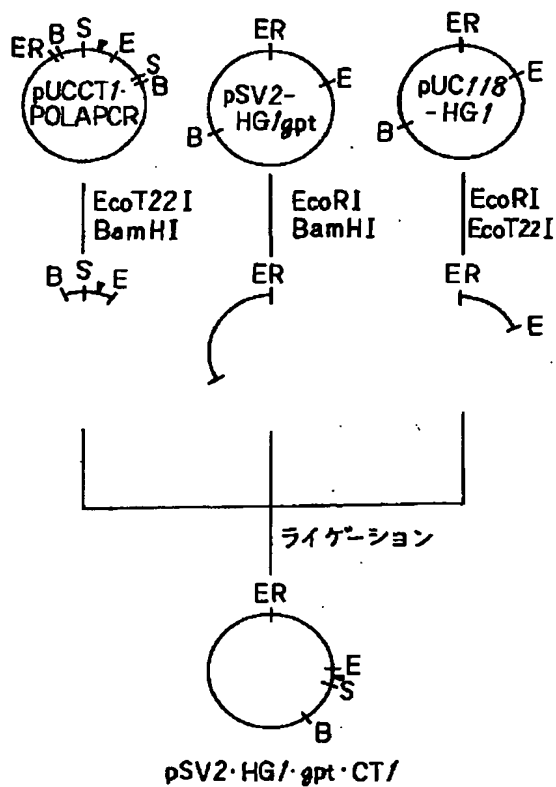 ER B S E S B
pUCCT1·
POLAPCR
ER
E
B
pSV2-
HG1gpt
ER
E
B
pUC118
-HG1
EcoT22I
BamHI
EcoRI
BamHI
EcoRI
EcoT22I
B S E
ER
ER
E
ライゲーション
ER
E
S
B
pSV2·HG1·gpt·CT1